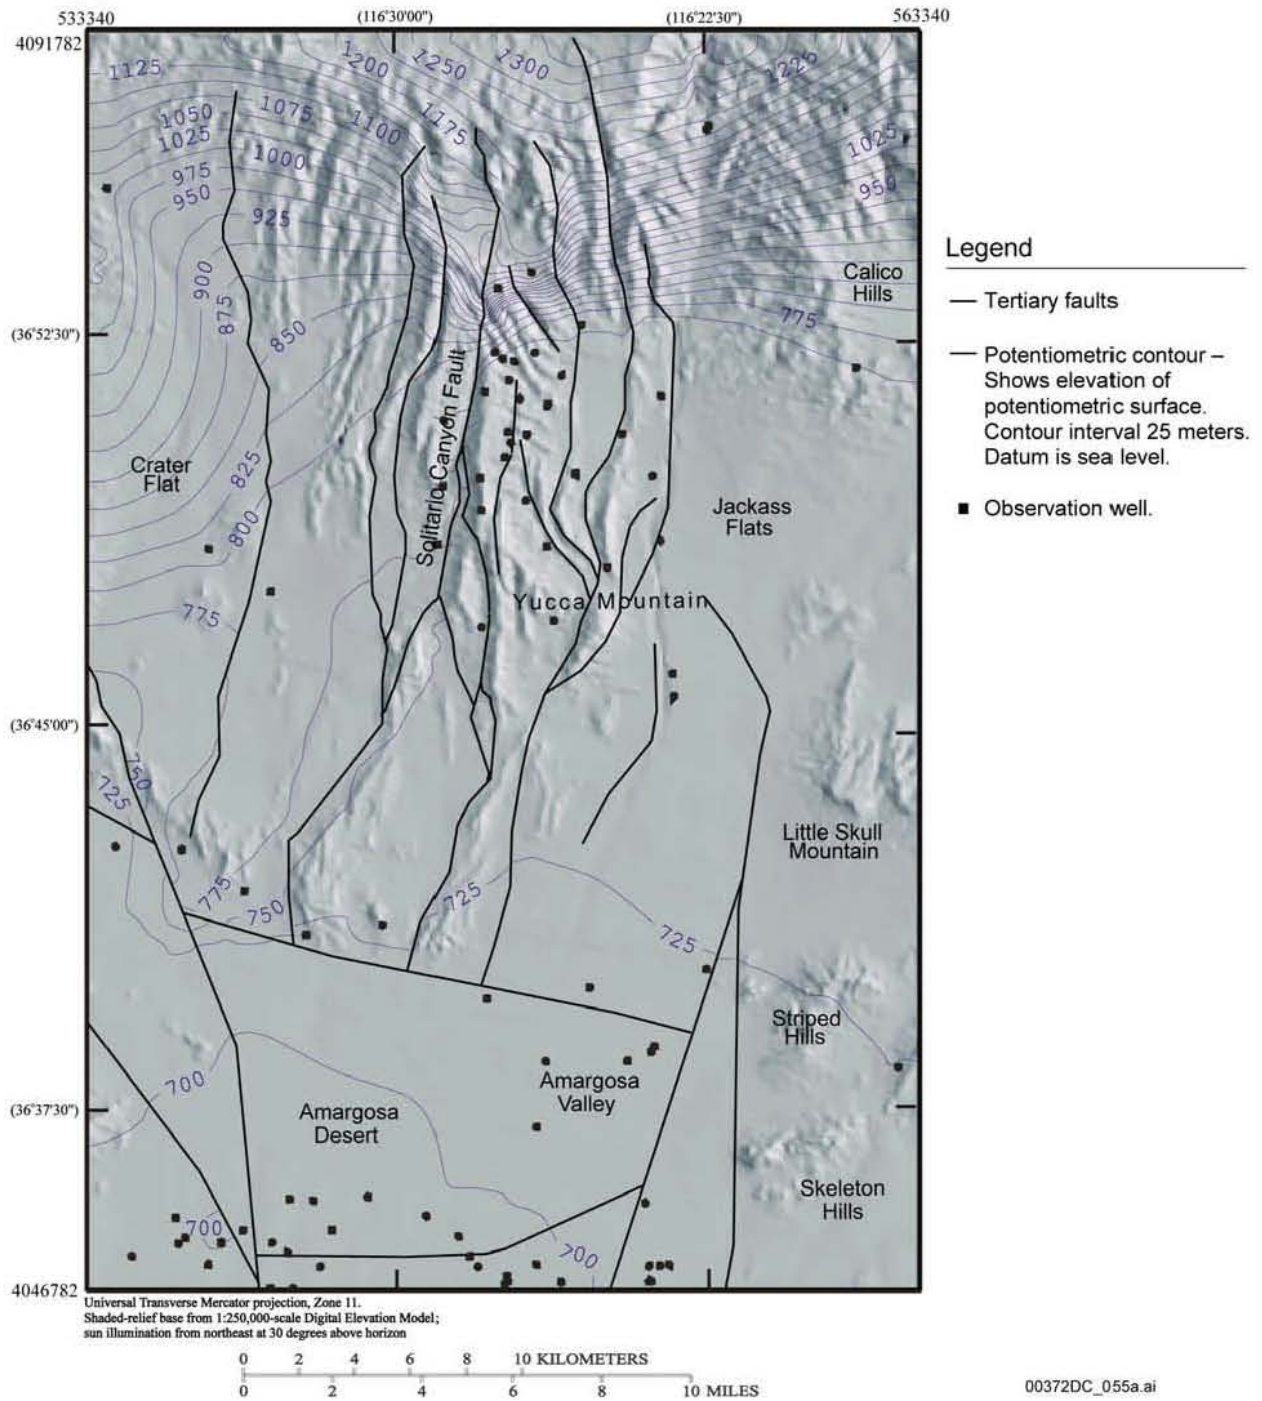 533340
(116°30'00")
(116°22'30")
563340
4091782
1125
1200
1250
1300
1225
1050
1075
1025
1100
1175
1025
1000
975
950
950
925
Calico
Hills
900
875
850
775
(36°52'30")
Solitario Canyon Fault
Crater
Flat
825
800
Jackass
Flats
Yucca Mountain
775
(36°45'00")
750
725
Little Skull
Mountain
775
750
725
725
Striped
Hills
700
Amargosa
Valley
Amargosa
Desert
(36°37'30")
Skeleton
Hills
700
700
4046782
Legend
Tertiary faults
Potentiometric contour –
Shows elevation of
potentiometric surface.
Contour interval 25 meters.
Datum is sea level.
Observation well.
Universal Transverse Mercator projection, Zone 11.
Shaded-relief base from 1:250,000-scale Digital Elevation Model;
sun illumination from northeast at 30 degrees above horizon
0 2 4 6 8 10 KILOMETERS
0 2 4 6 8 10 MILES
00372DC_055a.ai